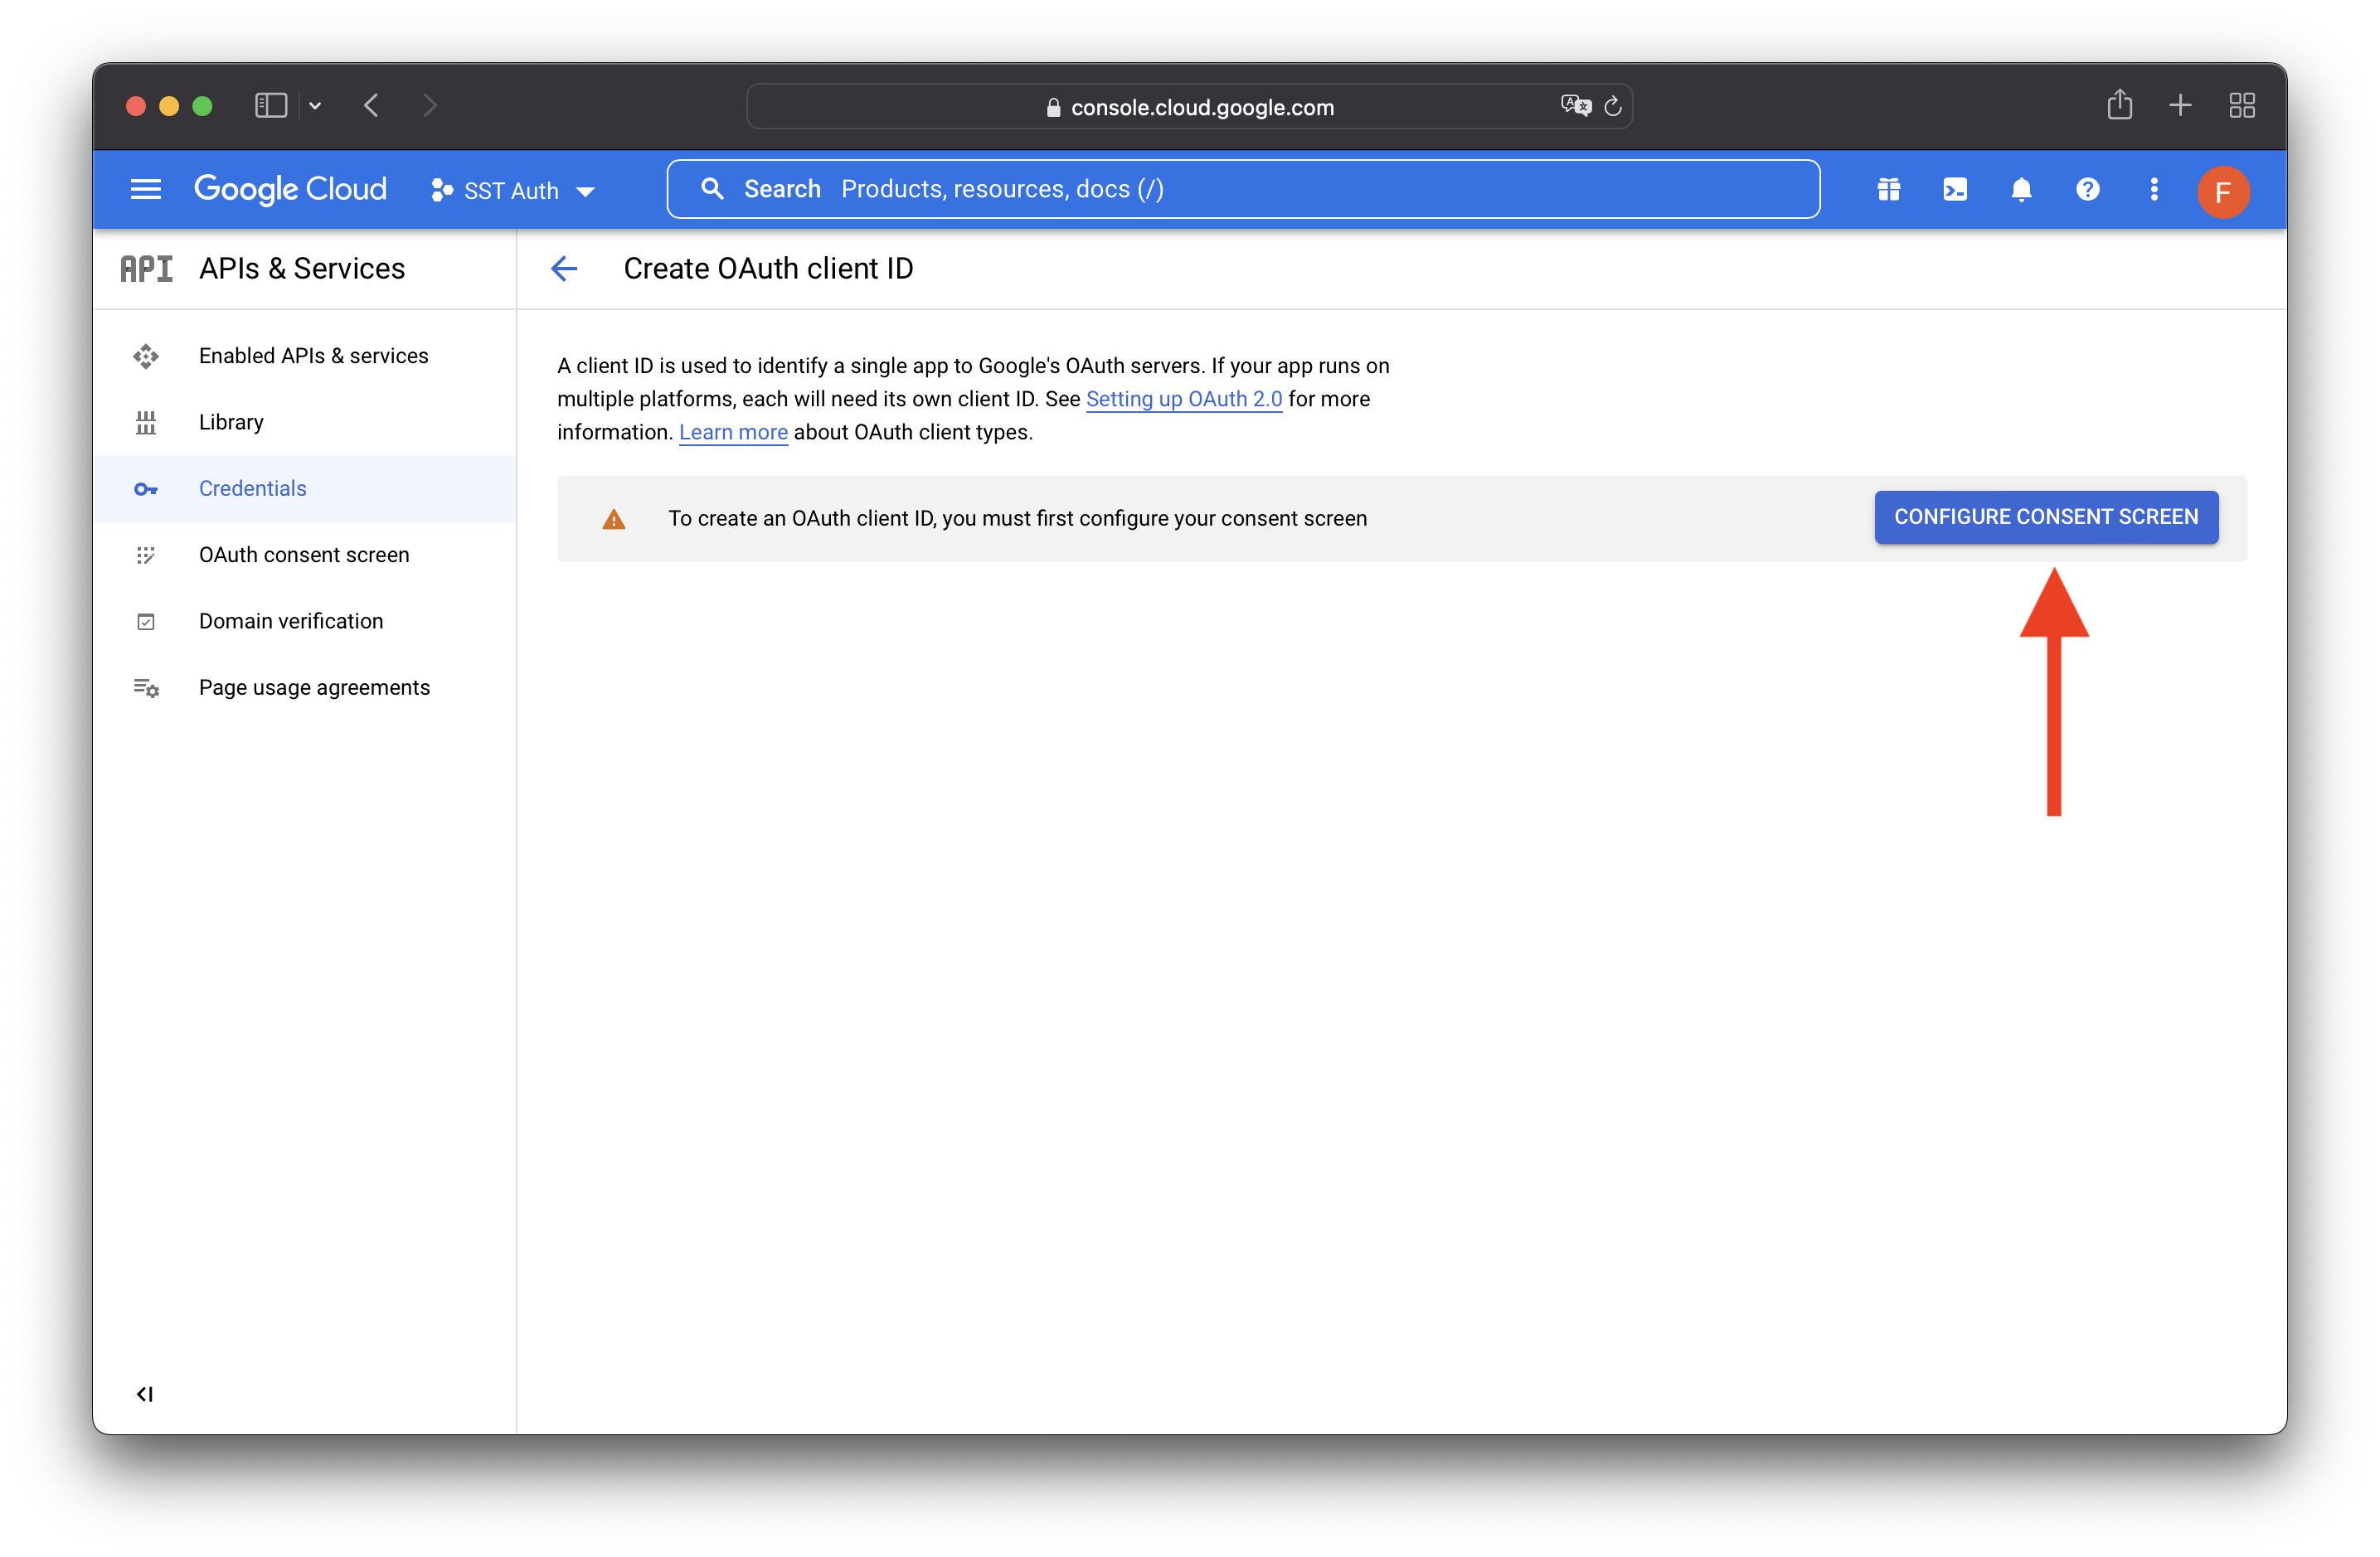 console.cloud.google.com
Google Cloud
SST Auth
Search Products, resources, docs (/)
F
API APIs & Services
Create OAuth client ID
Enabled APIs & services
Library
Credentials
OAuth consent screen
Domain verification
Page usage agreements
A client ID is used to identify a single app to Google's OAuth servers. If your app runs on
multiple platforms, each will need its own client ID. See Setting up OAuth 2.0 for more
information. Learn more about OAuth client types.
To create an OAuth client ID, you must first configure your consent screen
CONFIGURE CONSENT SCREEN